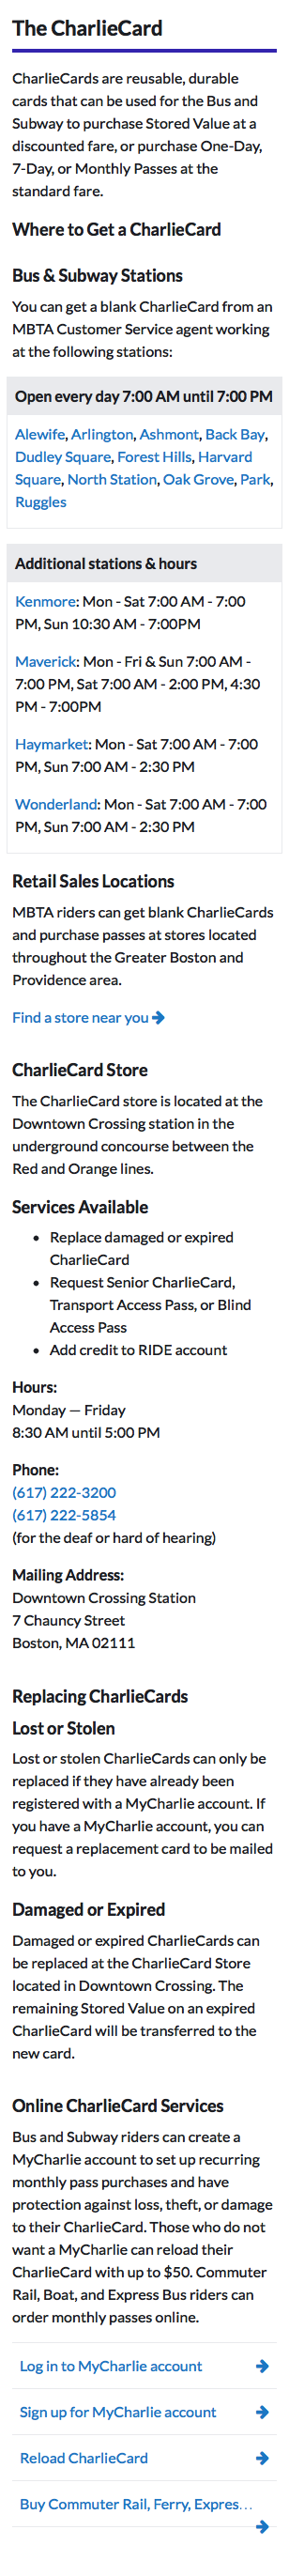 The CharlieCard
CharlieCards are reusable, durable
cards that can be used for the Bus and
Subway to purchase Stored Value at a
discounted fare, or purchase One-Day,
7-Day, or Monthly Passes at the
standard fare.
Where to Get a CharlieCard
Bus & Subway Stations
You can get a blank CharlieCard from an
MBTA Customer Service agent working
at the following stations:
Open every day 7:00 AM until 7:00 PM
Alewife, Arlington, Ashmont, Back Bay,
Dudley Square, Forest Hills, Harvard
Square, North Station, Oak Grove, Park,
Ruggles
Additional stations & hours
Kenmore: Mon - Sat 7:00 AM - 7:00
PM, Sun 10:30 AM - 7:00PM
Maverick: Mon - Fri & Sun 7:00 AM -
7:00 PM, Sat 7:00 AM - 2:00 PM, 4:30
PM - 7:00PM
Haymarket: Mon - Sat 7:00 AM - 7:00
PM, Sun 7:00 AM - 2:30 PM
Wonderland: Mon - Sat 7:00 AM - 7:00
PM, Sun 7:00 AM - 2:30 PM
Retail Sales Locations
MBTA riders can get blank CharlieCards
and purchase passes at stores located
throughout the Greater Boston and
Providence area.
Find a store near you
CharlieCard Store
The CharlieCard store is located at the
Downtown Crossing station in the
underground concourse between the
Red and Orange lines.
Services Available
• Replace damaged or expired
CharlieCard
• Request Senior CharlieCard,
Transport Access Pass, or Blind
Access Pass
• Add credit to RIDE account
Hours:
Monday — Friday
8:30 AM until 5:00 PM
Phone:
(617) 222-3200
(617) 222-5854
(for the deaf or hard of hearing)
Mailing Address:
Downtown Crossing Station
7 Chauncy Street
Boston, MA 02111
Replacing CharlieCards
Lost or Stolen
Lost or stolen CharlieCards can only be
replaced if they have already been
registered with a MyCharlie account. If
you have a MyCharlie account, you can
request a replacement card to be mailed
to you.
Damaged or Expired
Damaged or expired CharlieCards can
be replaced at the CharlieCard Store
located in Downtown Crossing. The
remaining Stored Value on an expired
CharlieCard will be transferred to the
new card.
Online CharlieCard Services
Bus and Subway riders can create a
MyCharlie account to set up recurring
monthly pass purchases and have
protection against loss, theft, or damage
to their CharlieCard. Those who do not
want a MyCharlie can reload their
CharlieCard with up to $50. Commuter
Rail, Boat, and Express Bus riders can
order monthly passes online.
Log in to MyCharlie account
Sign up for MyCharlie account
Reload CharlieCard
Buy Commuter Rail, Ferry, Expres...